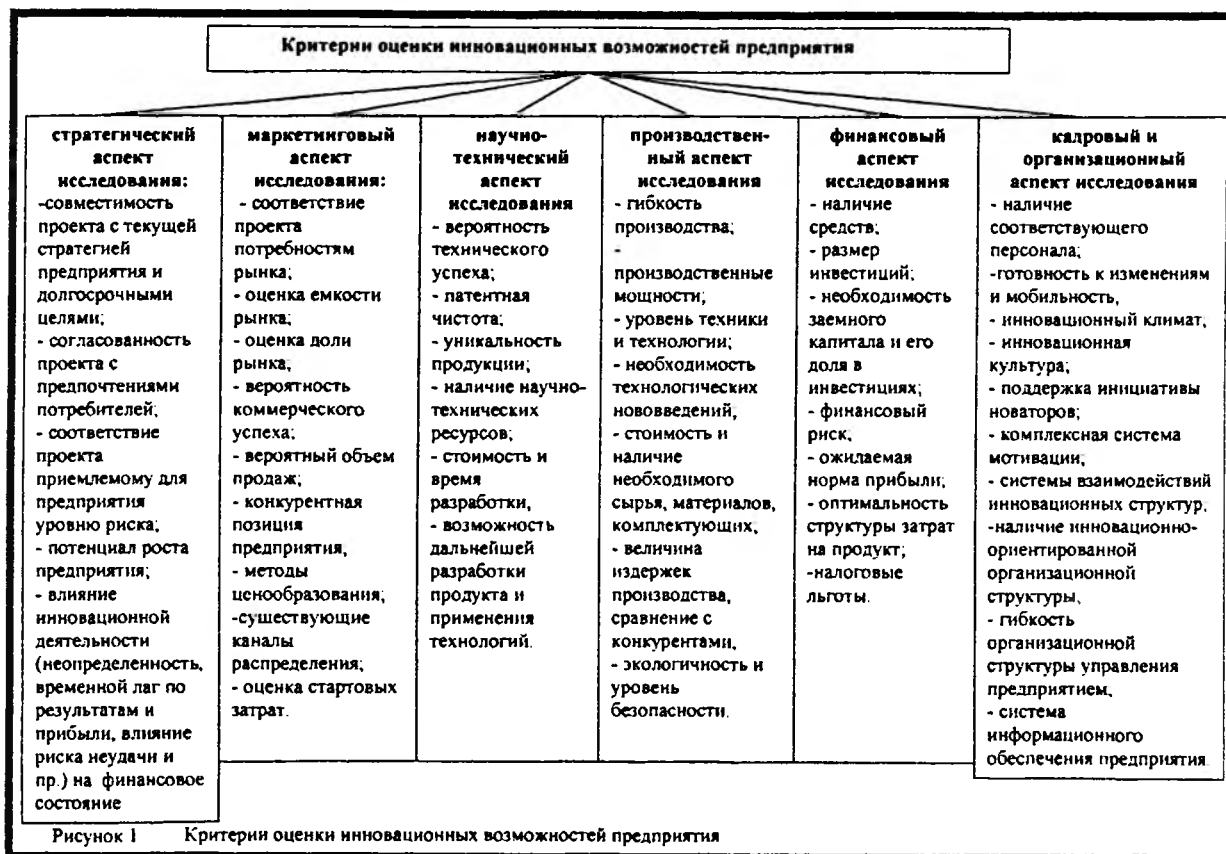 Критерии оценки инновационных возможностей предприятия
стратегический
аспект
исследования:
-совместимость
проекта с текущей
стратегией
предприятия и
долгосрочными
целями;
- согласованность
проекта с
предпочтениями
потребителей;
- соответствие
проекта
приемлемому для
предприятия
уровню риска;
- потенциал роста
предприятия;
- влияние
инновационной
деятельности
(неопределенность,
временной лаг по
результатам и
прибыли, влияние
риска неудачи и
пр.) на финансовое
состояние
маркетинговый
аспект
исследования:
- соответствие
проекта
потребностям
рынка;
- оценка емкости
рынка;
- оценка доли
рынка;
- вероятность
коммерческого
успеха;
- вероятный объем
продаж;
- конкурентная
позиция
предприятия,
- методы
ценообразования;
-существующие
каналы
распределения;
- оценка стартовых
затрат.
научно-
технический
аспект
исследования
- вероятность
технического
успеха;
- патентная
чистота;
- уникальность
продукции;
- наличие научно-
технических
ресурсов;
- стоимость и
время
разработки,
- возможность
дальнейшей
разработки
продукта и
применения
технологий.
производствен-
ный аспект
исследования
- гибкость
производства;
-
производственные
мощности;
- уровень техники
и технологии;
- необходимость
технологических
нововведений,
- стоимость и
наличие
необходимого
сырья, материалов,
комплектующих,
- величина
издержек
производства,
сравнение с
конкурентами,
- экологичность и
уровень
безопасности.
финансовый
аспект
исследования
- наличие
средств;
- размер
инвестиций;
- необходимость
заемного
капитала и его
доля в
инвестициях;
- финансовый
риск,
- ожилаемая
норма прибыли;
- оптимальность
структуры затрат
на продукт;
-налоговые
льготы.
кадровый и
организационный
аспект исследования
- наличие
соответствующего
персонала;
-готовность к изменениям
и мобильность,
- инновационный климат,
- инновационная
культура;
- поддержка инициативы
новаторов;
- комплексная система
мотивации,
- системы взаимодействий
инновационных структур,
-наличие инновационно-
ориентированной
организационной
структуры,
- гибкость
организационной
структуры управления
предприятием,
- система
информационного
обеспечения предприятия.
Рисунок 1 Критерии оценки инновационных возможностей предприятия